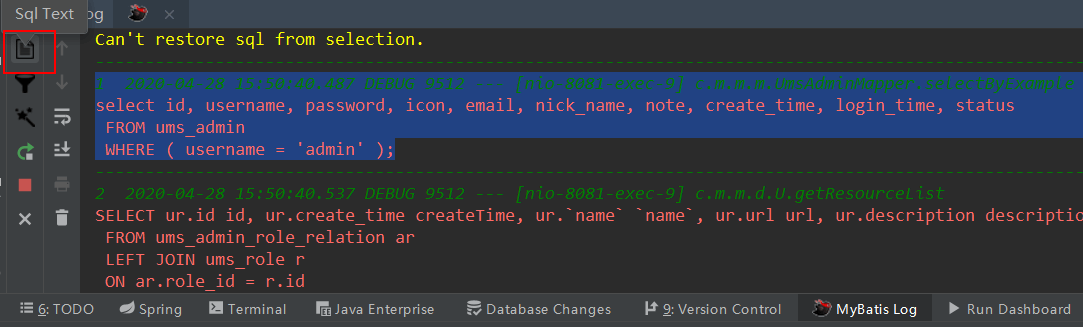 Sql Text
og
Can't restore sql from selection.
1 2020-04-28 15:50:40.487 DEBUG 9512 --- [nio-8081-exec-9] c.m.m.m.UmsAdminMapper.selectByExample
select id, username, password, icon, email, nick_name, note, create_time, login_time, status
FROM ums_admin
WHERE ( username = 'admin' );
2 2020-04-28 15:50:40.537 DEBUG 9512 --- [nio-8081-exec-9] c.m.m.d.U.getResourceList
SELECT ur.id id, ur.create_time createTime, ur.`name` `name`, ur.url url, ur.description descriptio
FROM ums_admin_role_relation ar
LEFT JOIN ums_role r
ON ar.role_id = r.id
6: TODO Spring Terminal Java Enterprise Database Changes 9: Version Control MyBatis Log Run Dashboard